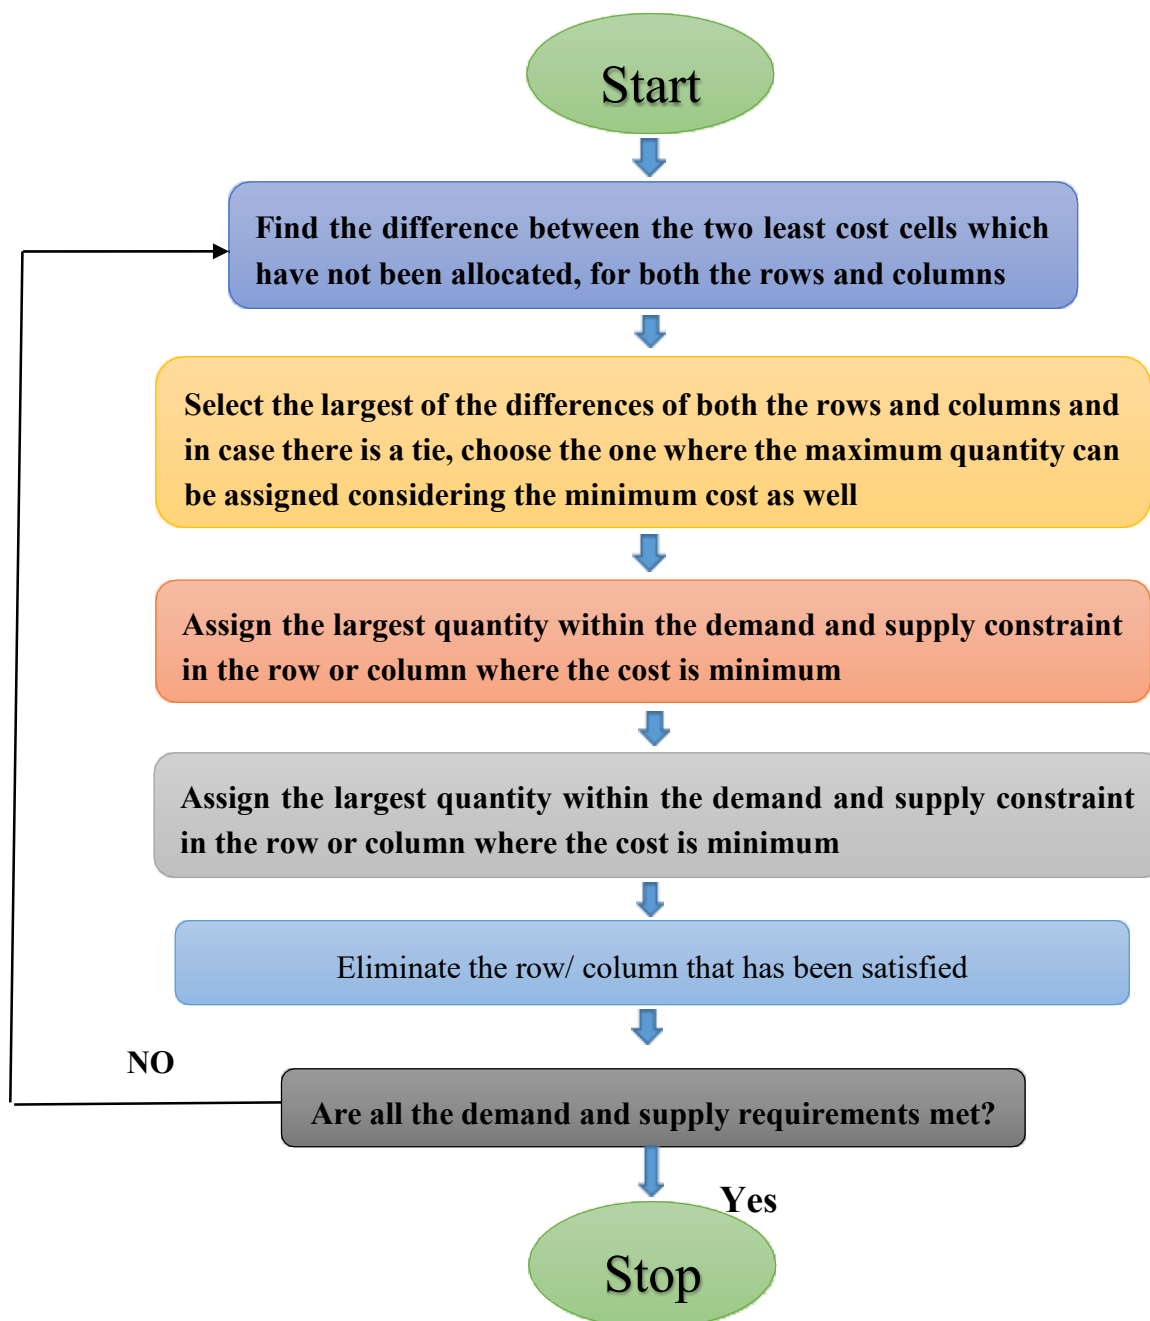 Start
Find the difference between the two least cost cells which
have not been allocated, for both the rows and columns
Select the largest of the differences of both the rows and columns and
in case there is a tie, choose the one where the maximum quantity can
be assigned considering the minimum cost as well
Assign the largest quantity within the demand and supply constraint
in the row or column where the cost is minimum
Assign the largest quantity within the demand and supply constraint
in the row or column where the cost is minimum
Eliminate the row/ column that has been satisfied
NO
Are all the demand and supply requirements met?
Yes
Stop